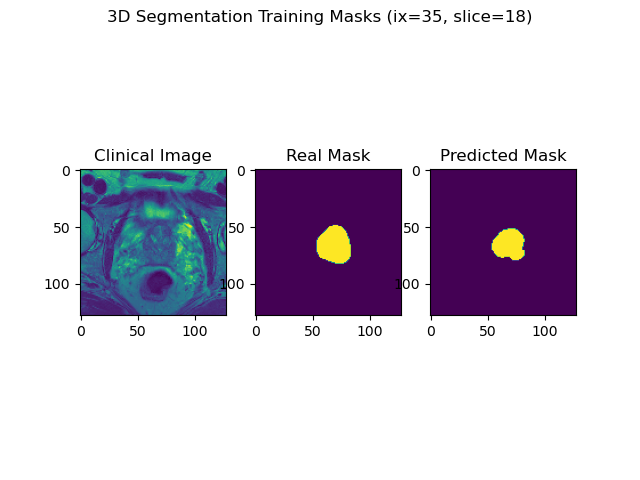 3D Segmentation Training Masks (ix=35, slice=18)
Clinical Image Real Mask Predicted Mask
0 0 0
50 50 50
100 100 100
0 50 100 0 50 100 0 50 100